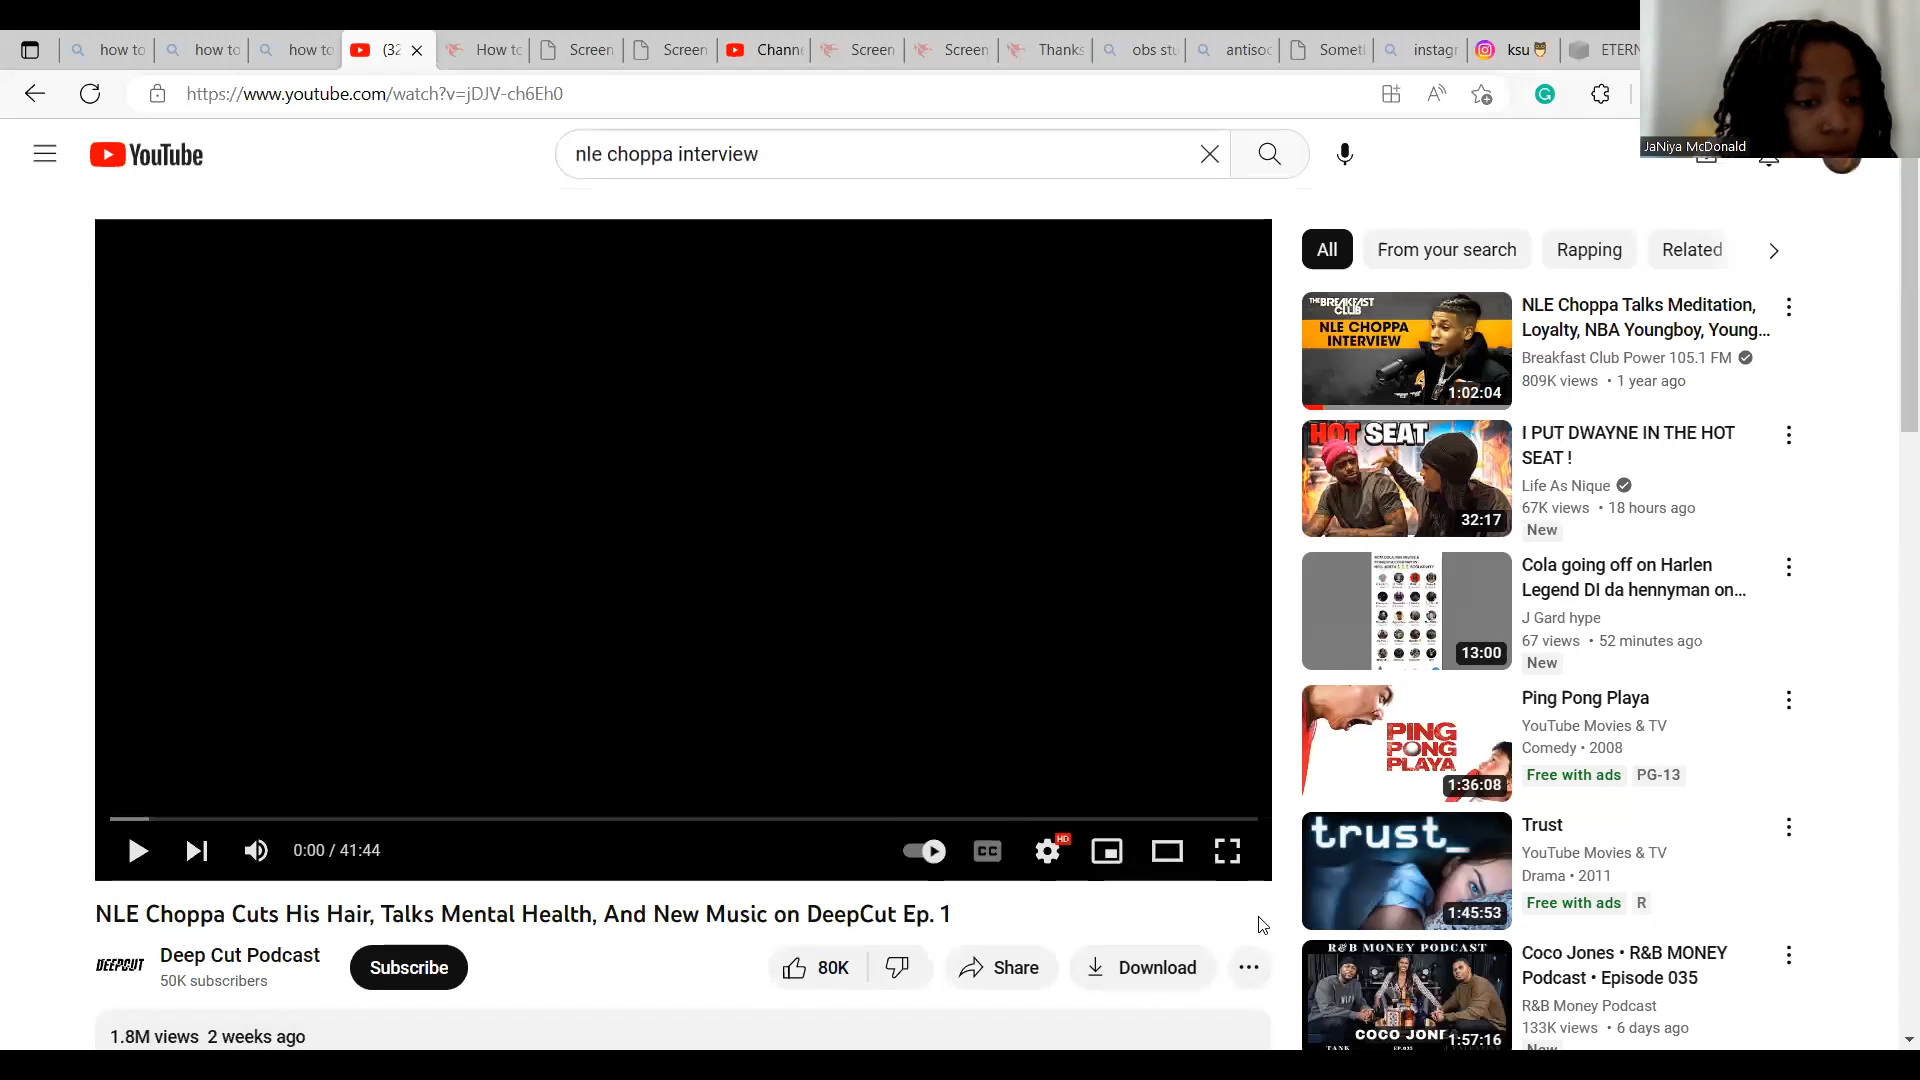 how to
how to
how to
(32
How to
Screen
Screen
Chann
Screen
Screen
Thanks
obs stu
antisoc
Someth
instagr
ksu
ETERN
https://www.youtube.com/watch?v=jDJV-ch6Eh0
JaNiya McDonald
YouTube
nle choppa interview
All
From your search
Rapping
Related
THE BREAKFAST
CLUB
NLE CHOPPA
INTERVIEW
1:02:04
NLE Choppa Talks Meditation,
Loyalty, NBA Youngboy, Young...
Breakfast Club Power 105.1 FM
809K views • 1 year ago
HOT SEAT
32:17
I PUT DWAYNE IN THE HOT
SEAT !
Life As Nique
67K views • 18 hours ago
New
13:00
Cola going off on Harlen
Legend DI da hennyman on...
J Gard hype
67 views • 52 minutes ago
New
PING
PONG
PLAYA
1:36:08
Ping Pong Playa
YouTube Movies & TV
Comedy • 2008
Free with ads PG-13
trust_
1:45:53
Trust
YouTube Movies & TV
Drama • 2011
Free with ads R
R&B MONEY PODCAST
COCO JONE
TANK
1:57:16
Coco Jones • R&B MONEY
Podcast • Episode 035
R&B Money Podcast
133K views • 6 days ago
New
0:00 / 41:44
CC
HD
NLE Choppa Cuts His Hair, Talks Mental Health, And New Music on DeepCut Ep. 1
DEEPCUT
Deep Cut Podcast
50K subscribers
Subscribe
80K
Share
Download
1.8M views 2 weeks ago